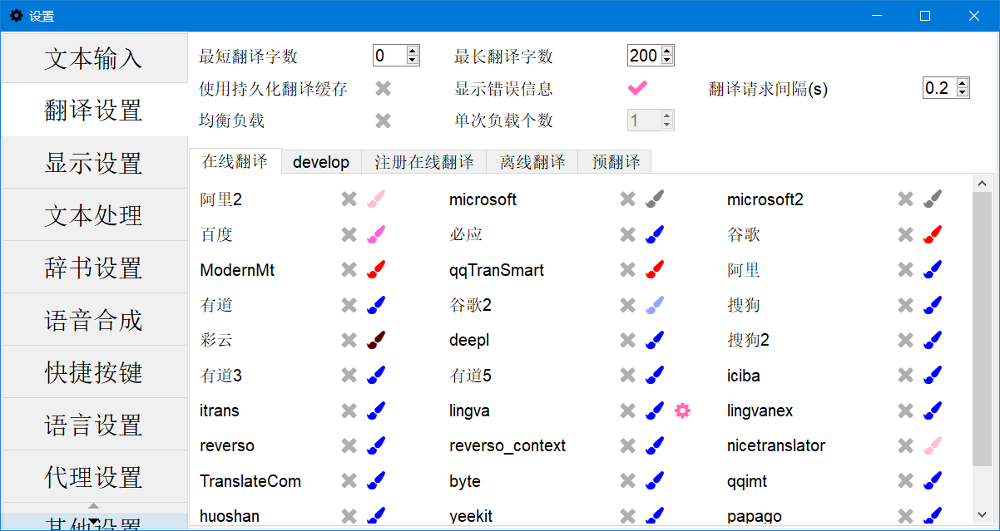 设置
文本输入
翻译设置
显示设置
文本处理
辞书设置
语音合成
快捷按键
语言设置
代理设置
其他设置
最短翻译字数 0 最长翻译字数 200
使用持久化翻译缓存 显示错误信息 翻译请求间隔(s) 0.2
均衡负载 单次负载个数 1
在线翻译 develop 注册在线翻译 离线翻译 预翻译
阿里2 microsoft microsoft2
百度 必应 谷歌
ModernMt qqTranSmart 阿里
有道 谷歌2 搜狗
彩云 deepl 搜狗2
有道3 有道5 iciba
itrans lingva lingvanex
reverso reverso_context nicetranslator
TranslateCom byte qqimt
huoshan yeekit papago